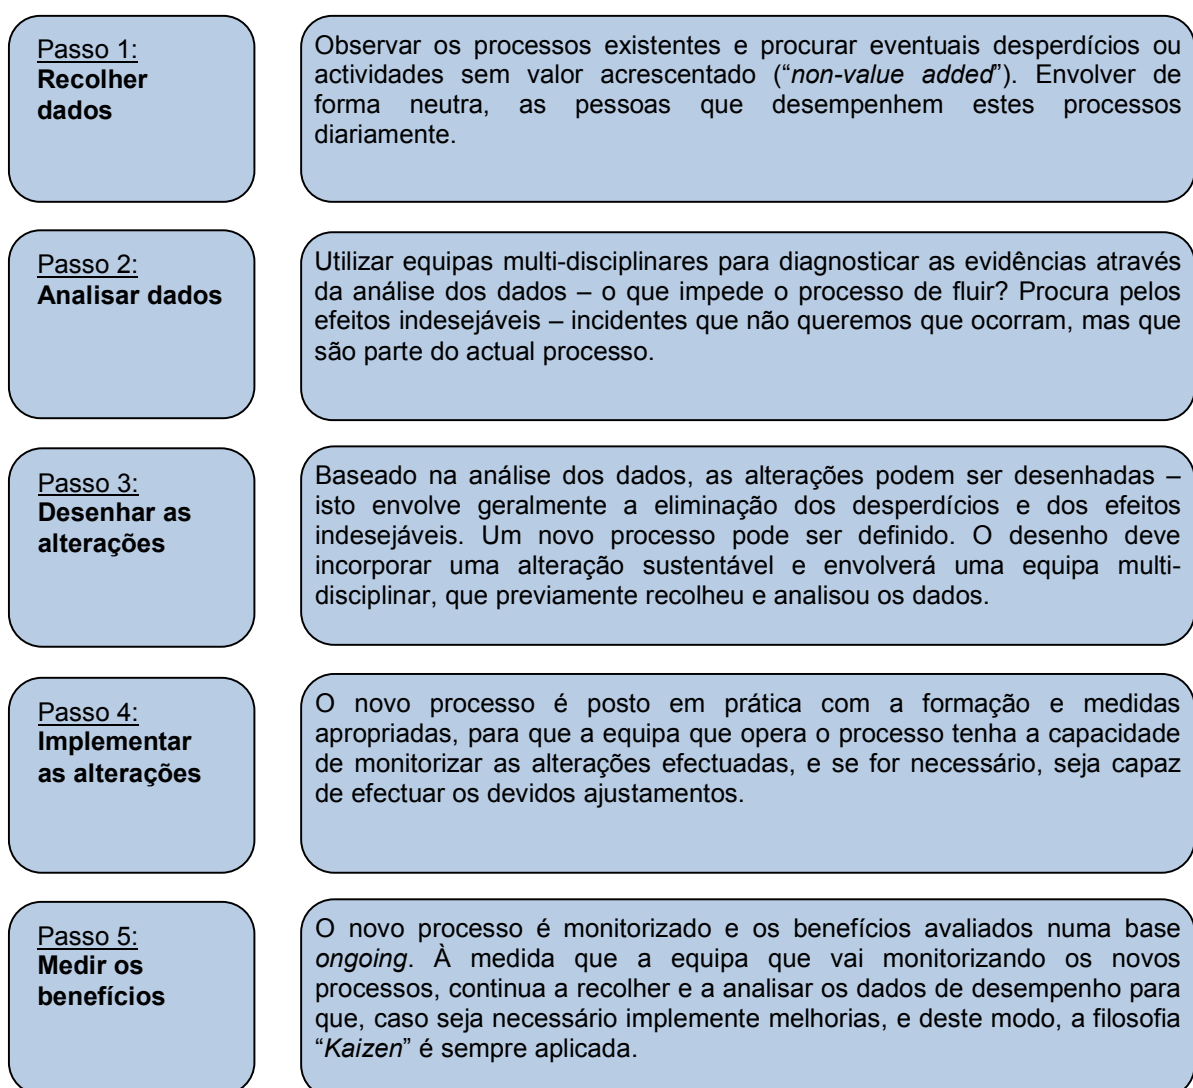 Passo 1:
Recolher
dados
Observar os processos existentes e procurar eventuais desperdícios ou
actividades sem valor acrescentado (“non-value added”). Envolver de
forma neutra, as pessoas que desempenhem estes processos
diariamente.
Passo 2:
Analisar dados
Utilizar equipas multi-disciplinares para diagnosticar as evidências através
da análise dos dados – o que impede o processo de fluir? Procura pelos
efeitos indesejáveis – incidentes que não queremos que ocorram, mas que
são parte do actual processo.
Passo 3:
Desenhar as
alterações
Baseado na análise dos dados, as alterações podem ser desenhadas –
isto envolve geralmente a eliminação dos desperdícios e dos efeitos
indesejáveis. Um novo processo pode ser definido. O desenho deve
incorporar uma alteração sustentável e envolverá uma equipa multi-
disciplinar, que previamente recolheu e analisou os dados.
Passo 4:
Implementar
as alterações
O novo processo é posto em prática com a formação e medidas
apropriadas, para que a equipa que opera o processo tenha a capacidade
de monitorizar as alterações efectuadas, e se for necessário, seja capaz
de efectuar os devidos ajustamentos.
Passo 5:
Medir os
benefícios
O novo processo é monitorizado e os benefícios avaliados numa base
ongoing. À medida que a equipa que vai monitorizando os novos
processos, continua a recolher e a analisar os dados de desempenho para
que, caso seja necessário implemente melhorias, e deste modo, a filosofia
“Kaizen” é sempre aplicada.